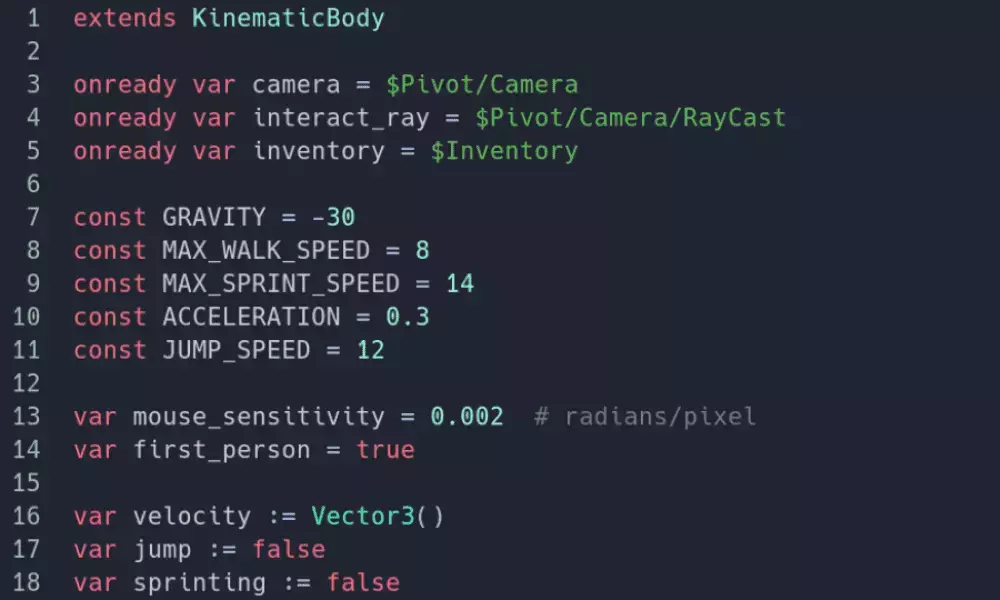 1 extends KinematicBody
2
3 onready var camera = $Pivot/Camera
4 onready var interact_ray = $Pivot/Camera/RayCast
5 onready var inventory = $Inventory
6
7 const GRAVITY = -30
8 const MAX_WALK_SPEED = 8
9 const MAX_SPRINT_SPEED = 14
10 const ACCELERATION = 0.3
11 const JUMP_SPEED = 12
12
13 var mouse_sensitivity = 0.002  # radians/pixel
14 var first_person = true
15
16 var velocity := Vector3()
17 var jump := false
18 var sprinting := false